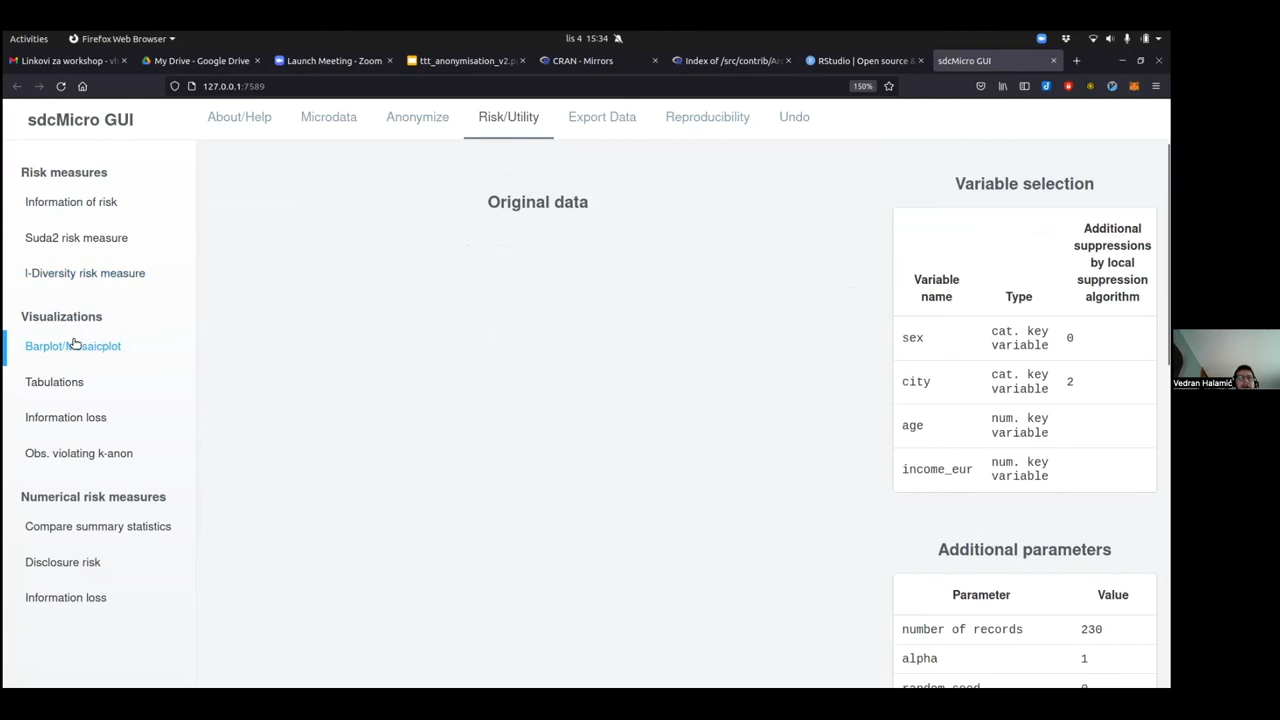 Activities
Firefox Web Browser
lis 4 15:34
Linkovi za workshop - vh
My Drive - Google Drive
Launch Meeting - Zoom
ttt_anonymisation_v2.p
CRAN - Mirrors
Index of /src/contrib/Arc
RStudio | Open source &
sdcMicro GUI
127.0.0.1:7589
150%
sdcMicro GUI
About/Help
Microdata
Anonymize
Risk/Utility
Export Data
Reproducibility
Undo
Risk measures
Information of risk
Suda2 risk measure
l-Diversity risk measure
Visualizations
Barplot/Mosaicplot
Tabulations
Information loss
Obs. violating k-anon
Numerical risk measures
Compare summary statistics
Disclosure risk
Information loss
Original data
Variable selection
Variable name Type Additional suppressions by local suppression algorithm
sex cat. key variable 0
city cat. key variable 2
age num. key variable
income_eur num. key variable
Additional parameters
Parameter Value
number of records 230
alpha 1
random seed 0
Vedran Halamić